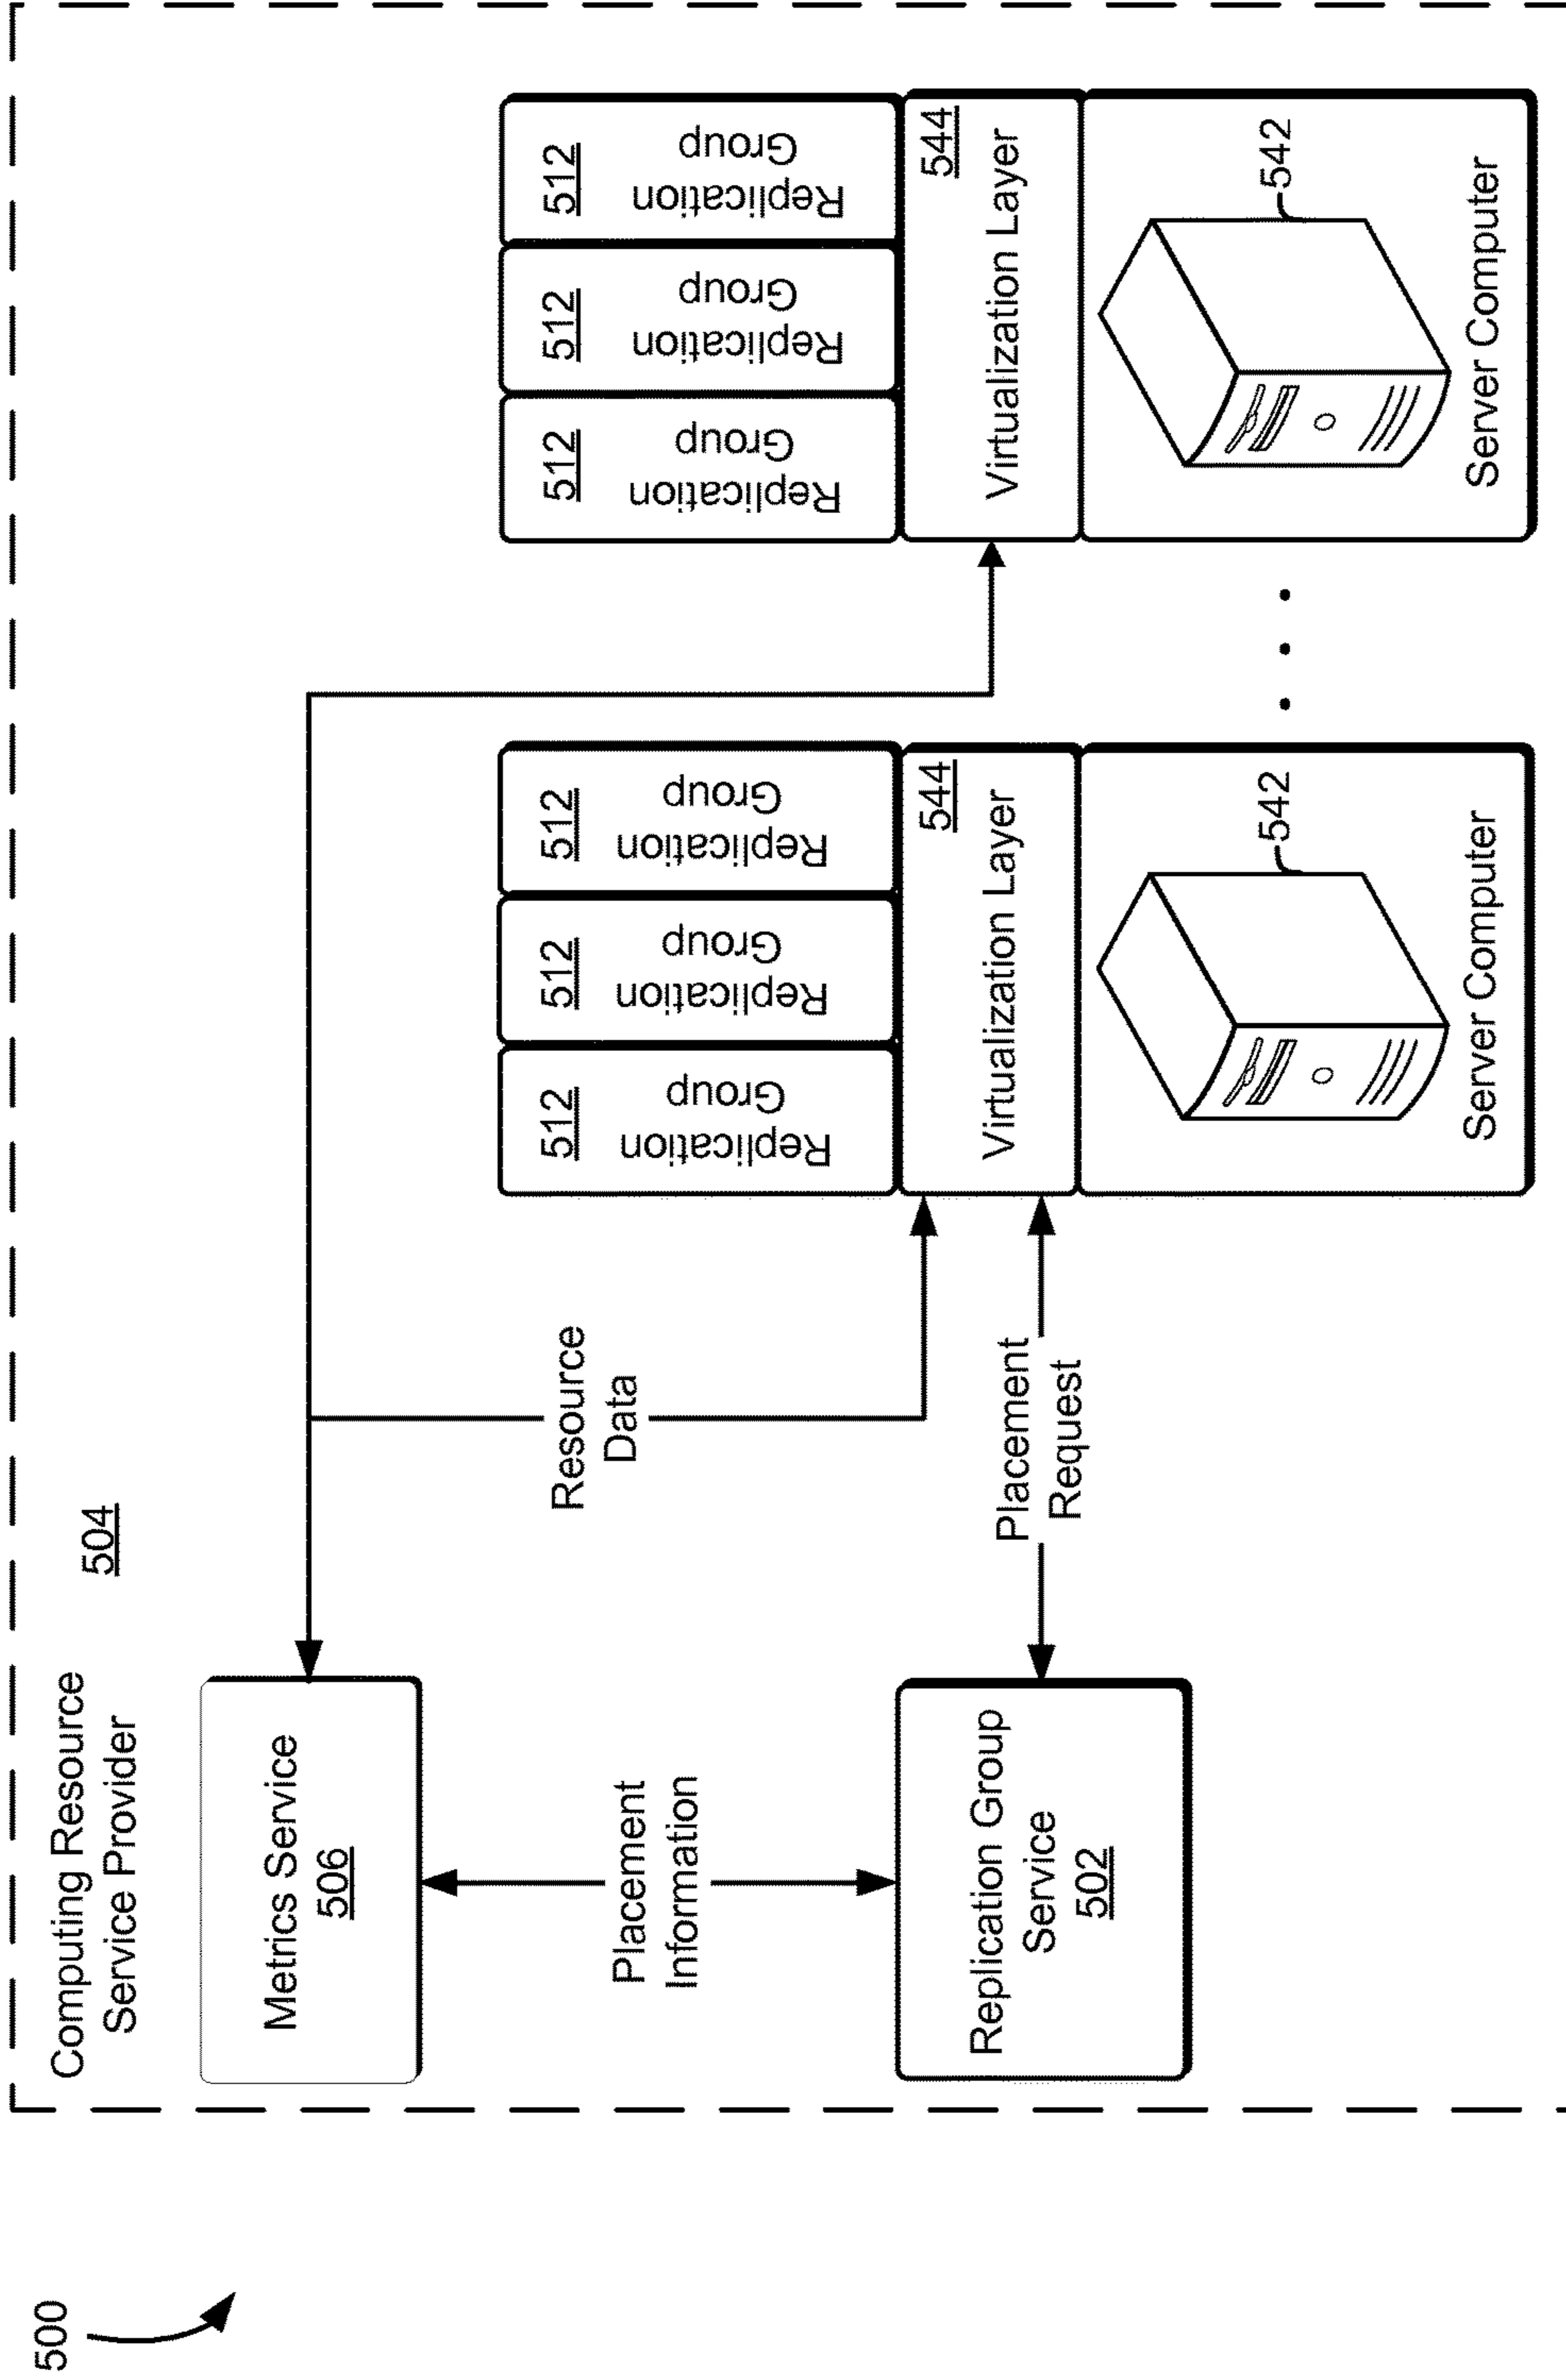 500
Computing Resource
Service Provider
504
Metrics Service
506
Placement
Information
Replication Group
Service
502
Resource
Data
Placement
Request
512
Replication
Group
512
Replication
Group
512
Replication
Group
544
Virtualization Layer
542
Server Computer
512
Replication
Group
512
Replication
Group
512
Replication
Group
544
Virtualization Layer
542
Server Computer